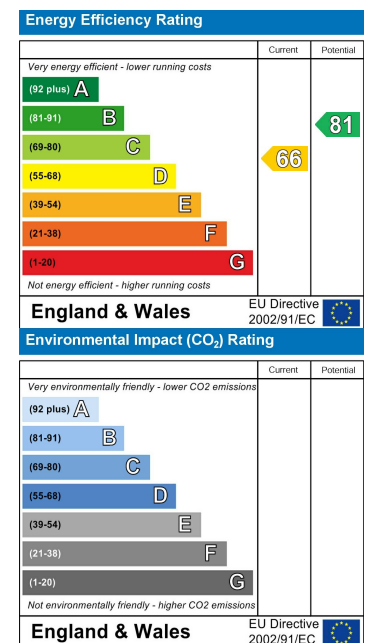 Energy Efficiency Rating
Current Potential
Very energy efficient - lower running costs
(92 plus) A
(81-91) B
81
(69-80) C
66
(55-68) D
(39-54) E
(21-38) F
(1-20) G
Not energy efficient - higher running costs
England & Wales
EU Directive
2002/91/EC
Environmental Impact (CO₂) Rating
Current Potential
Very environmentally friendly - lower CO2 emissions
(92 plus) A
(81-91) B
(69-80) C
(55-68) D
(39-54) E
(21-38) F
(1-20) G
Not environmentally friendly - higher CO2 emissions
England & Wales
EU Directive
2002/91/EC